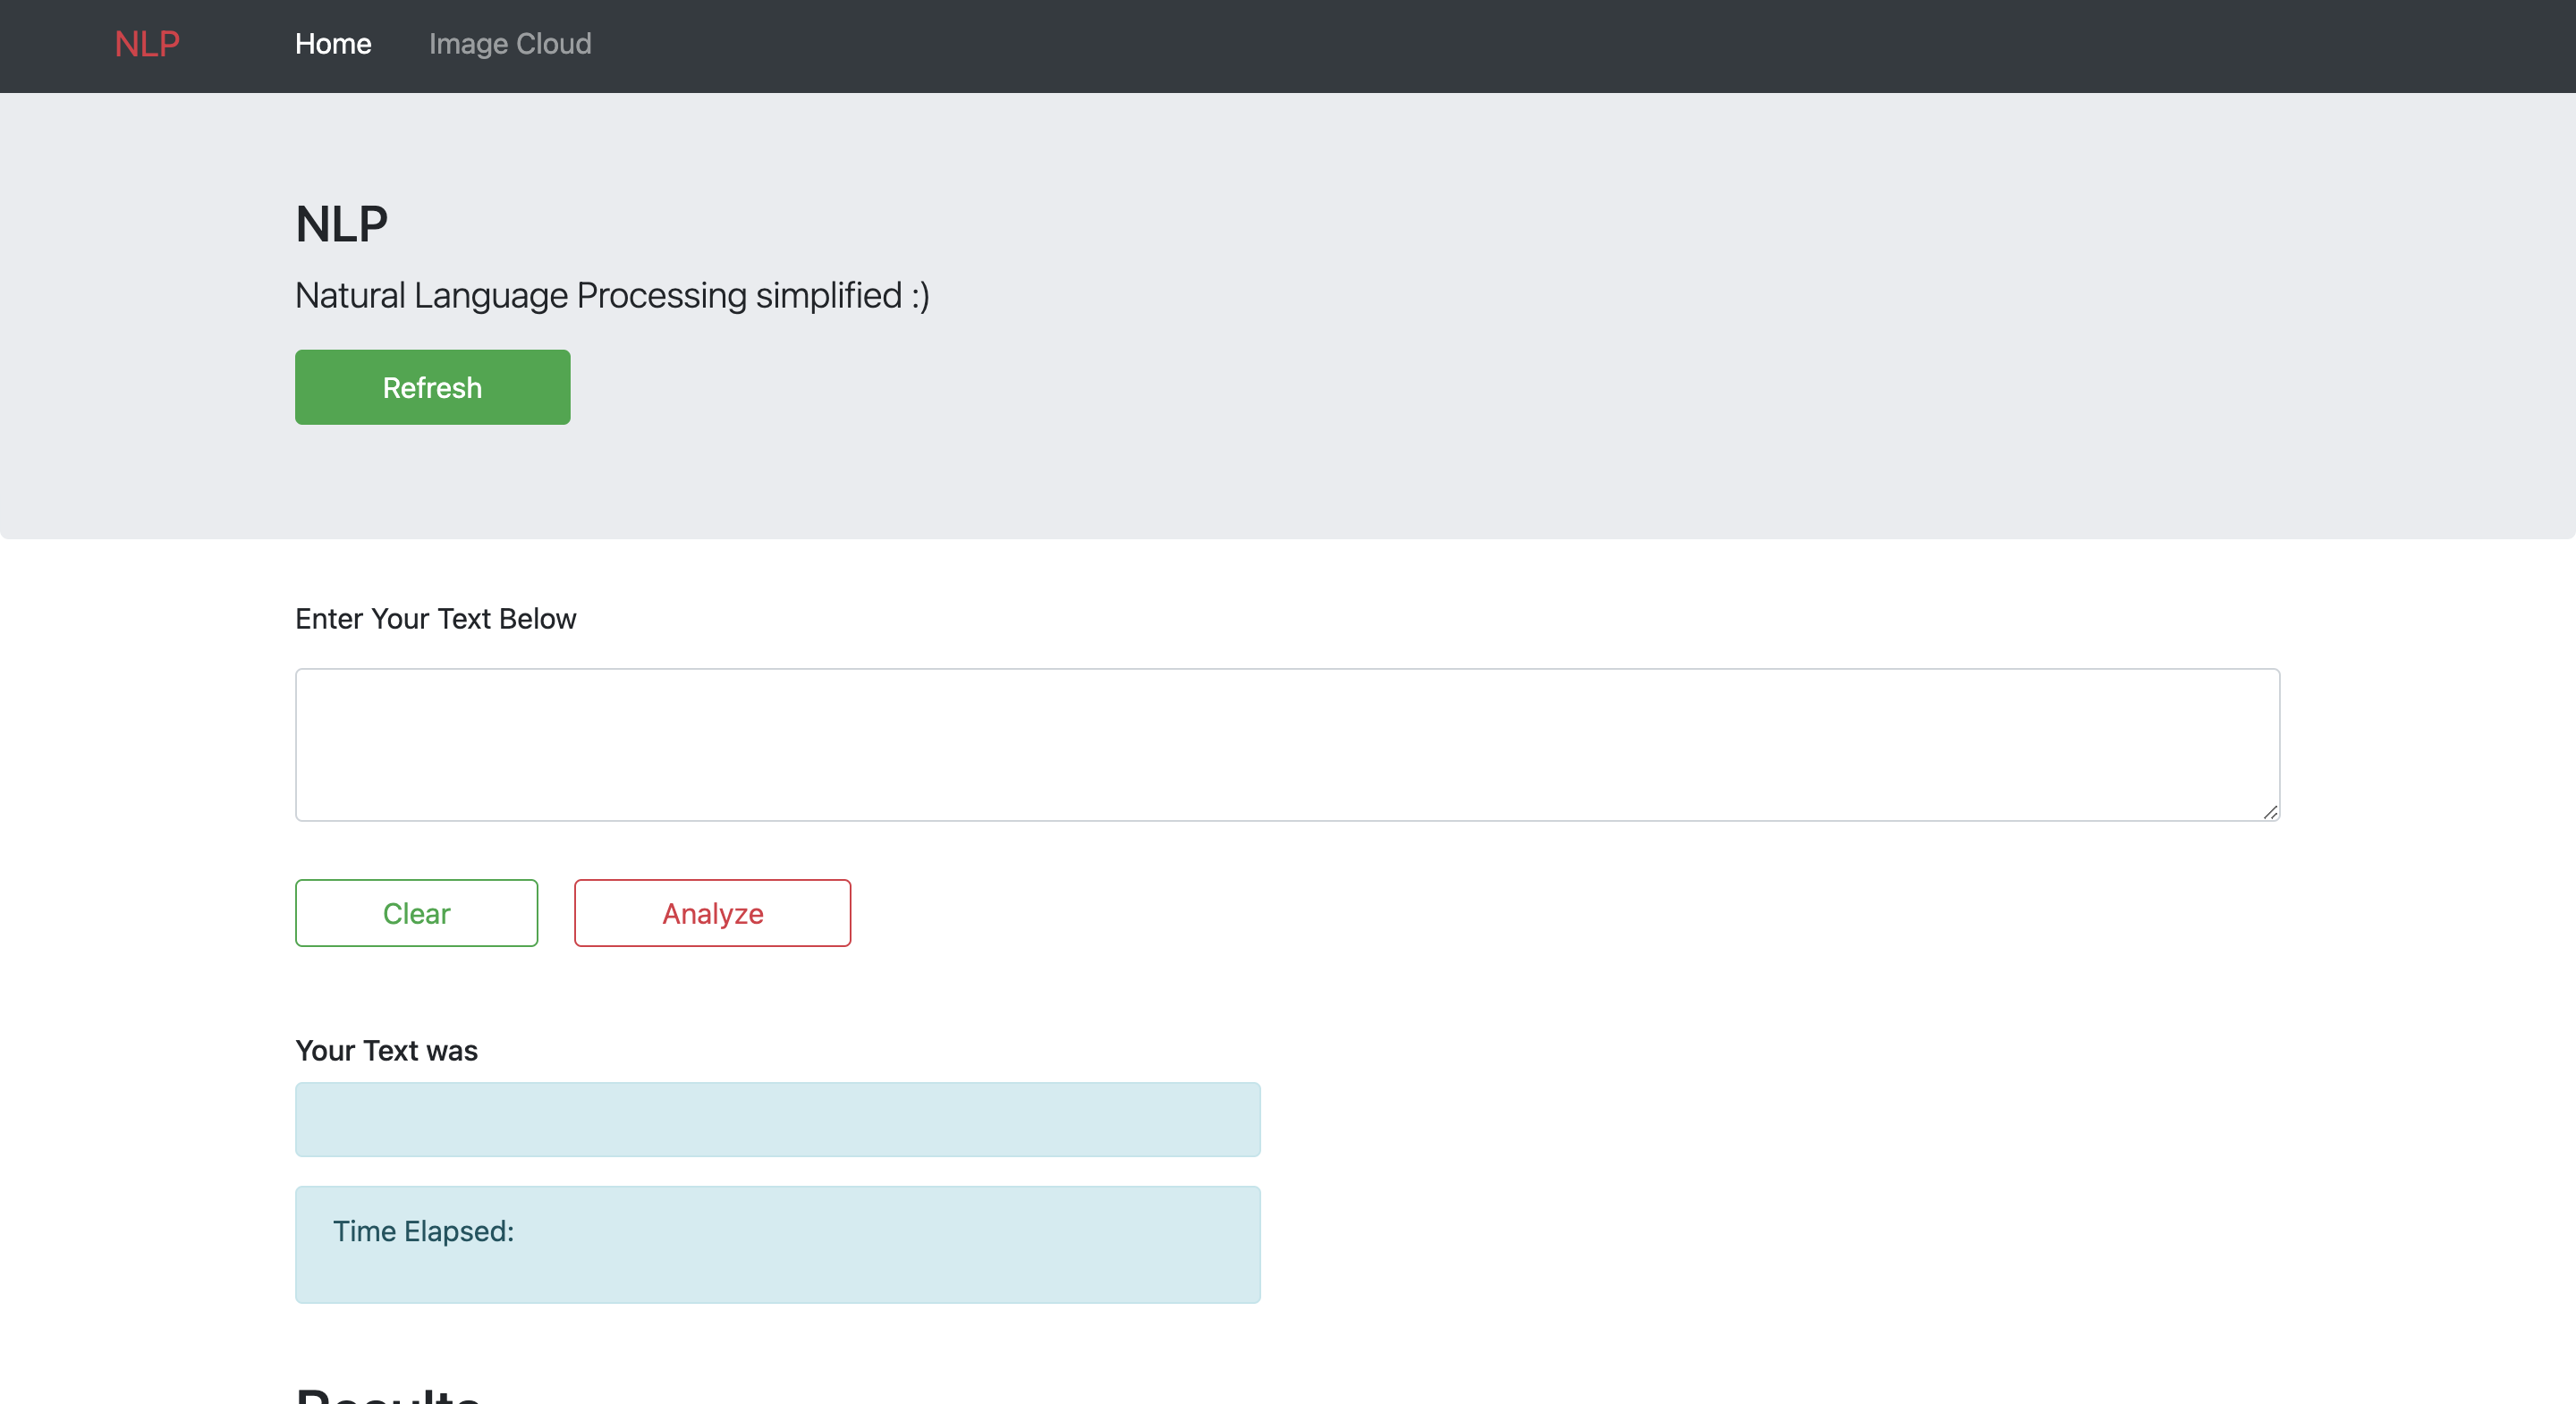 NLP Home Image Cloud
NLP
Natural Language Processing simplified :)
Refresh
Enter Your Text Below
Clear Analyze
Your Text was
Time Elapsed:
Results